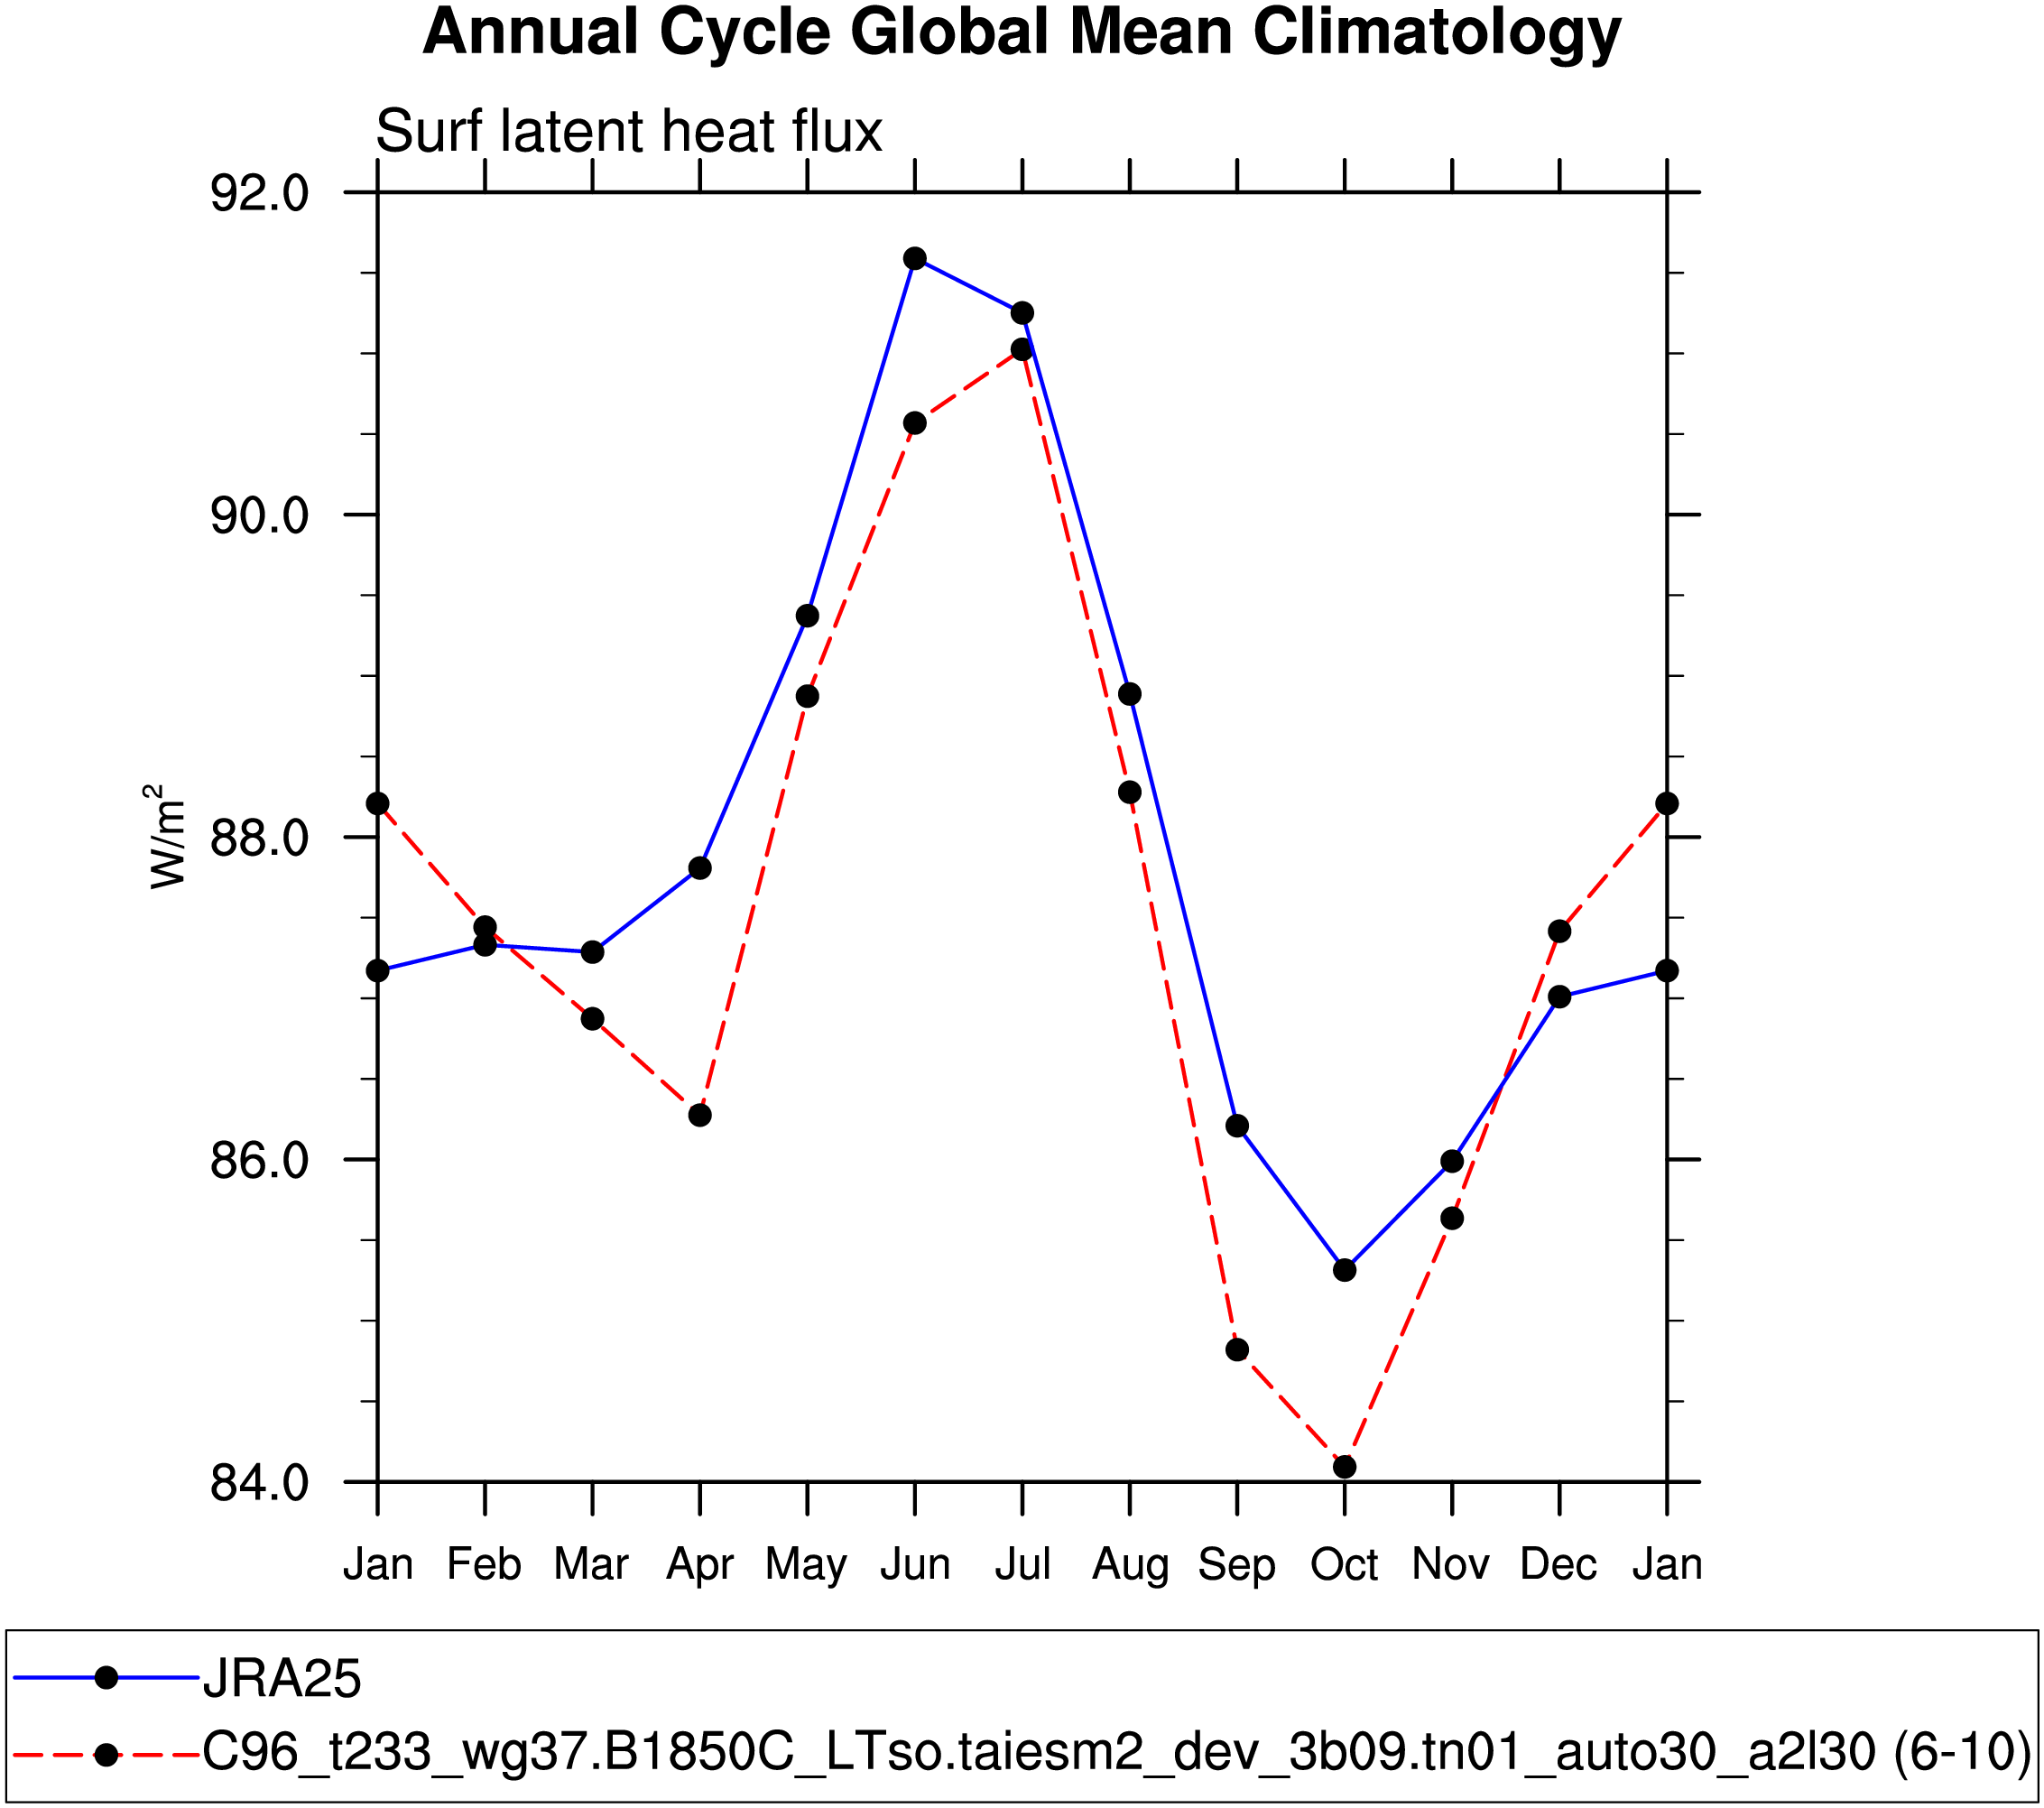 Annual Cycle Global Mean Climatology
Surf latent heat flux
92.0
90.0
88.0
86.0
84.0
W/m²
Jan Feb Mar Apr May Jun Jul Aug Sep Oct Nov Dec Jan
JRA25
C96_t233_wg37.B1850C_LTso.taiesm2_dev_3b09.tn01_auto30_a2l30 (6-10)